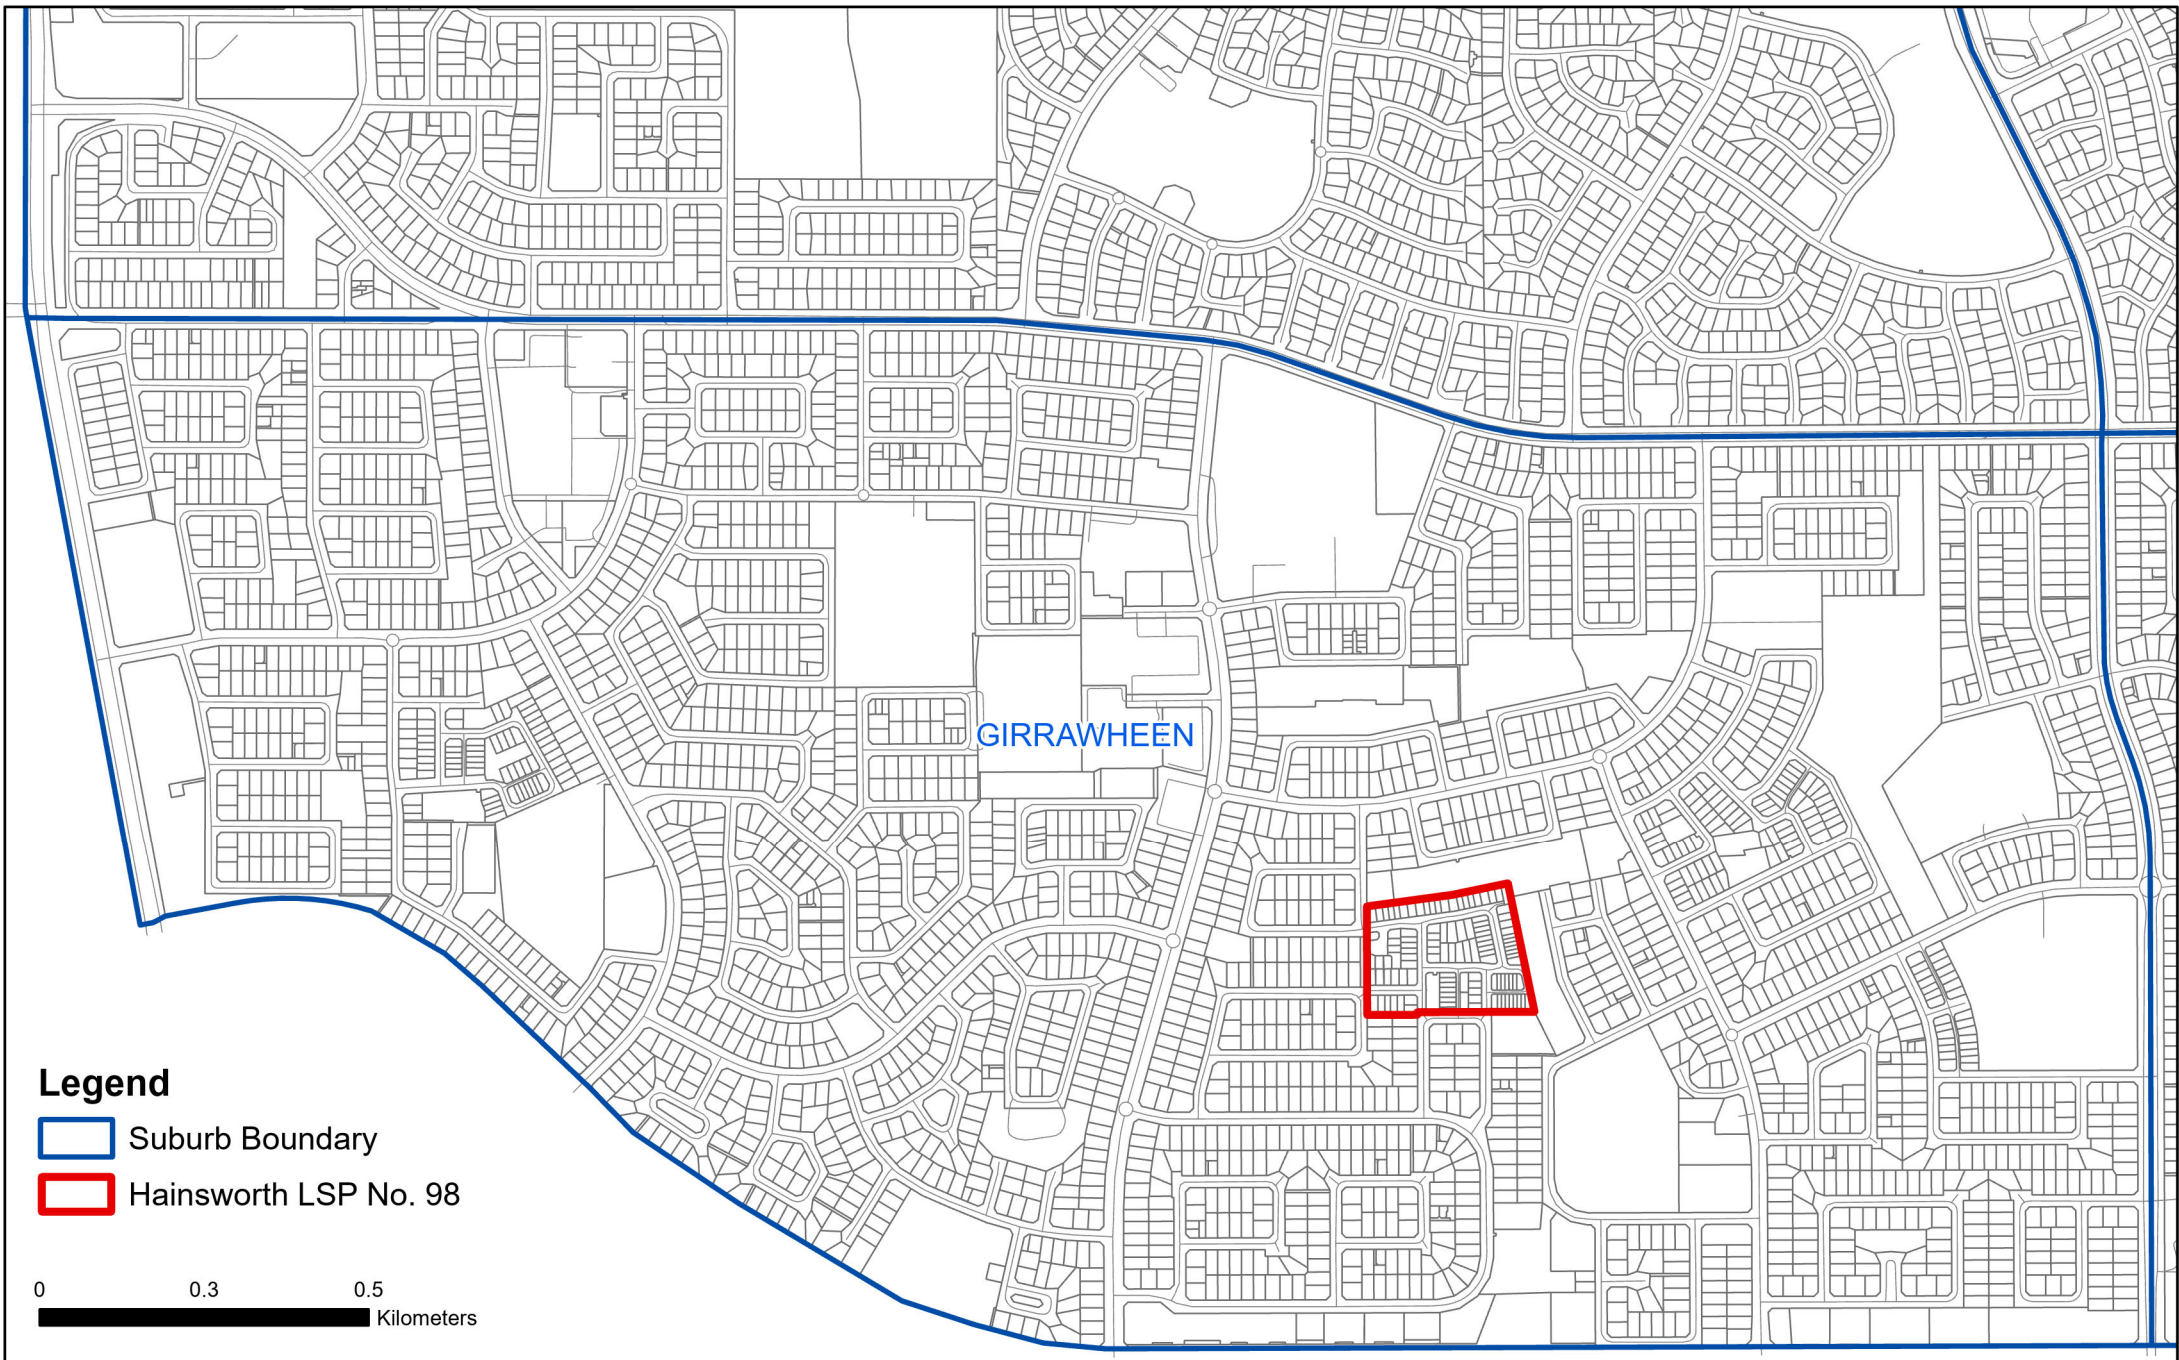 GIRRAWHEEN
Legend
Suburb Boundary
Hainsworth LSP No. 98
0 0.3 0.5
Kilometers